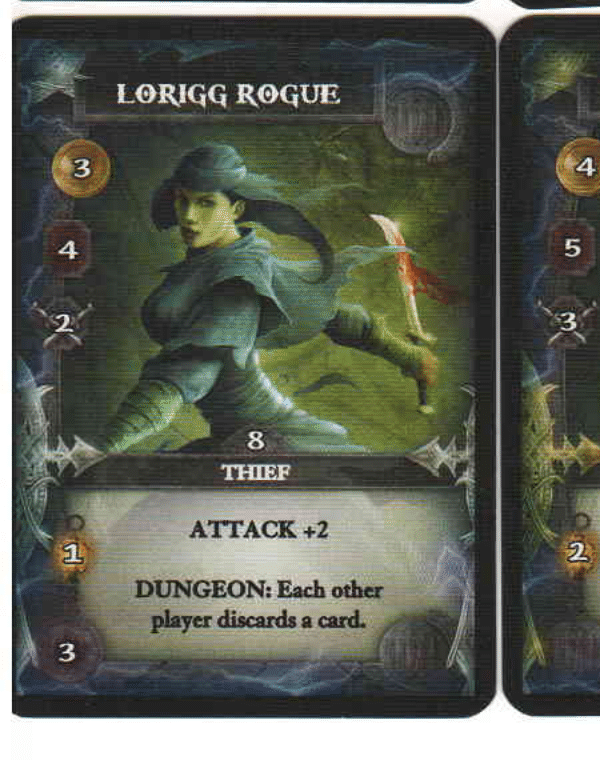 LORIGG ROGUE
3
4
4
5
2
3
8
THIEF
ATTACK +2
1
2
DUNGEON: Each other
player discards a card.
3